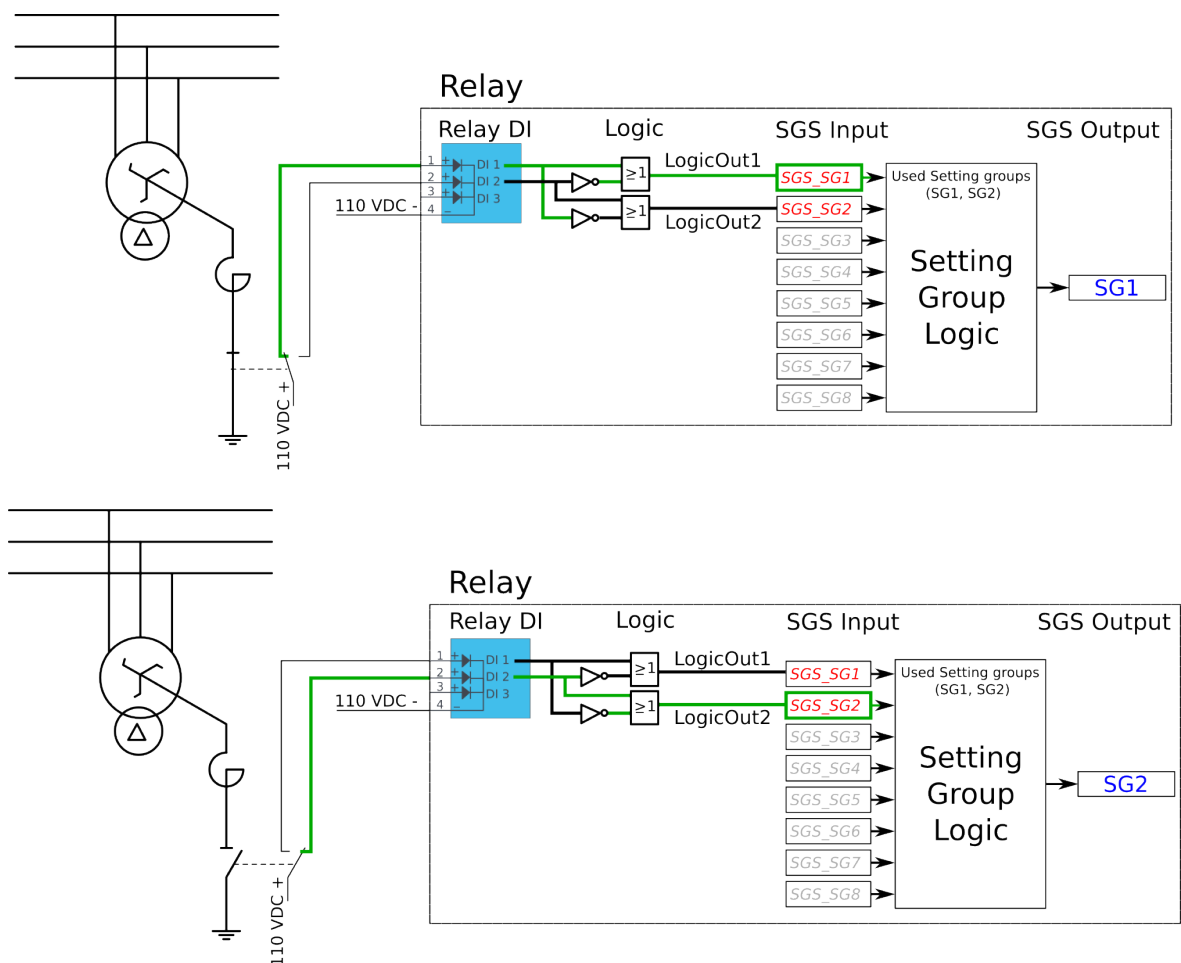 Relay
Relay DI
Logic
SGS Input
SGS Output
1
+
DI 1
2
+
DI 2
3
+
DI 3
110 VDC -
4
−
≥1
LogicOut1
≥1
LogicOut2
SGS_SG1
SGS_SG2
SGS_SG3
SGS_SG4
SGS_SG5
SGS_SG6
SGS_SG7
SGS_SG8
Used Setting groups
(SG1, SG2)
Setting
Group
Logic
SG1
Δ
110 VDC +
Relay
Relay DI
Logic
SGS Input
SGS Output
1
+
DI 1
2
+
DI 2
3
+
DI 3
110 VDC -
4
−
≥1
LogicOut1
≥1
LogicOut2
SGS_SG1
SGS_SG2
SGS_SG3
SGS_SG4
SGS_SG5
SGS_SG6
SGS_SG7
SGS_SG8
Used Setting groups
(SG1, SG2)
Setting
Group
Logic
SG2
Δ
110 VDC +